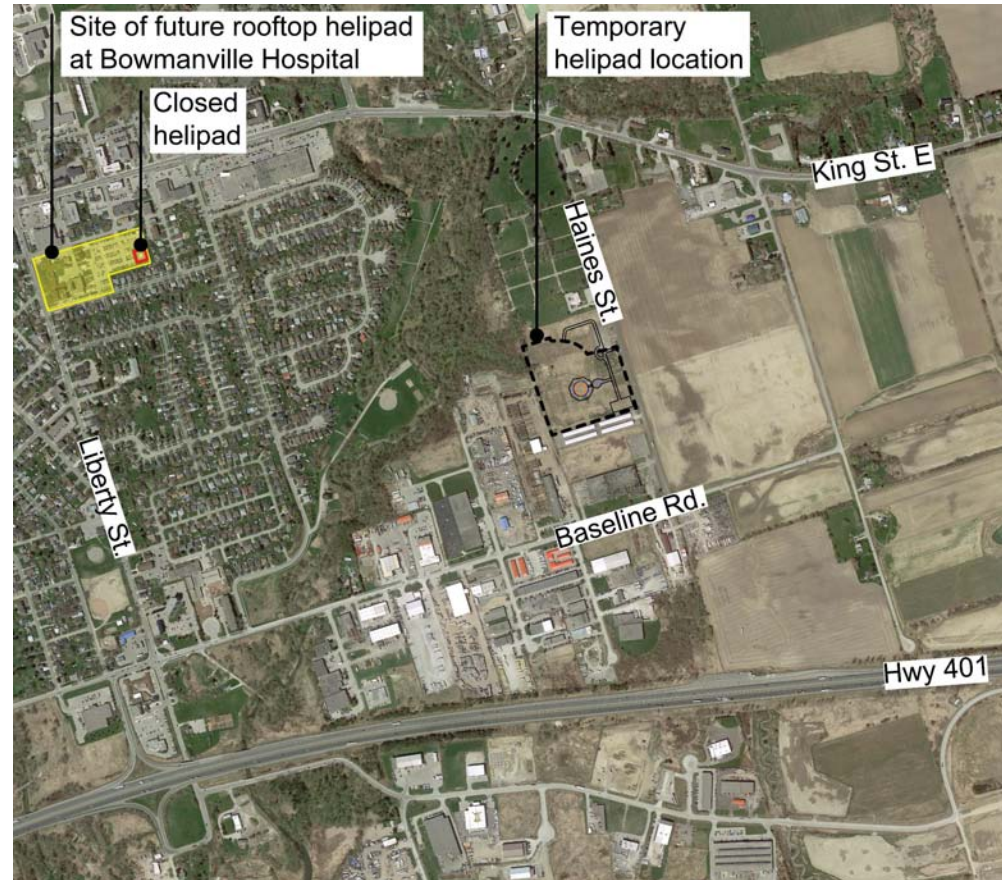 Site of future rooftop helipad
at Bowmanville Hospital
Closed
helipad
Temporary
helipad location
King St. E
Haines St.
Liberty St.
Baseline Rd.
Hwy 401